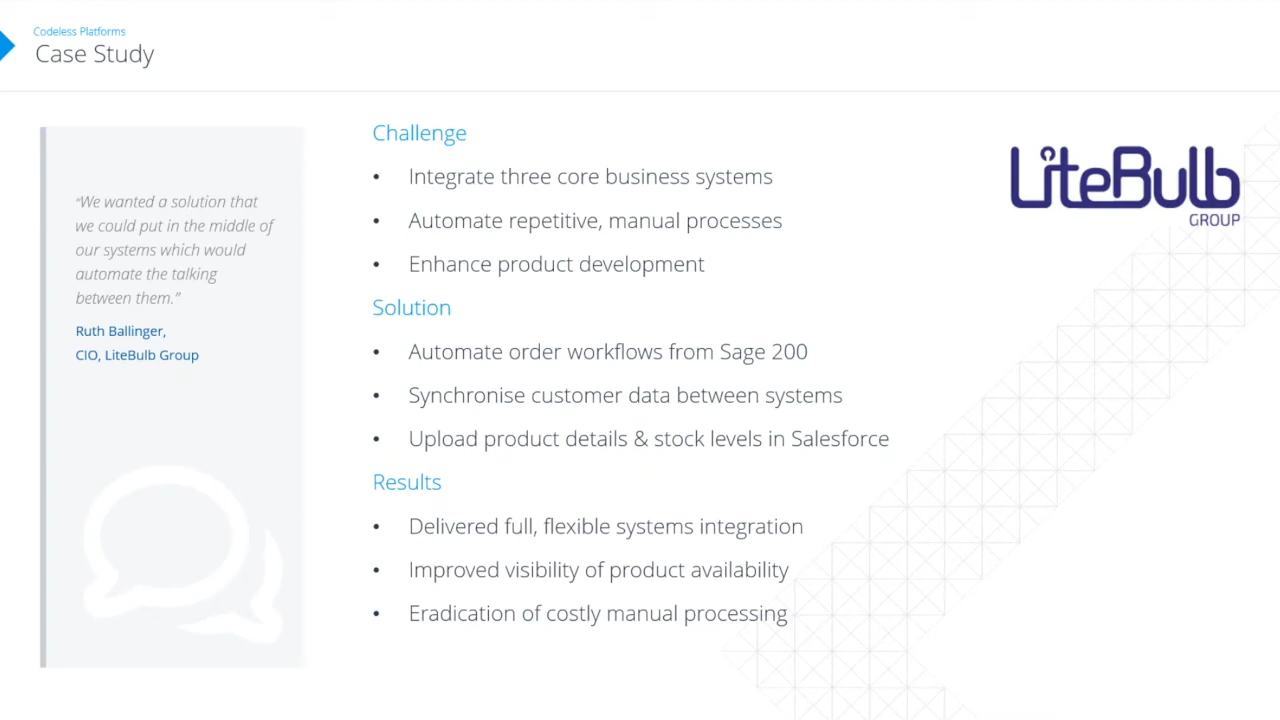 Codeless Platforms
Case Study
“We wanted a solution that
we could put in the middle of
our systems which would
automate the talking
between them.”
Ruth Ballinger,
CIO, LiteBulb Group
Challenge
• Integrate three core business systems
• Automate repetitive, manual processes
• Enhance product development
Solution
• Automate order workflows from Sage 200
• Synchronise customer data between systems
• Upload product details & stock levels in Salesforce
Results
• Delivered full, flexible systems integration
• Improved visibility of product availability
• Eradication of costly manual processing
LiteBulb
GROUP